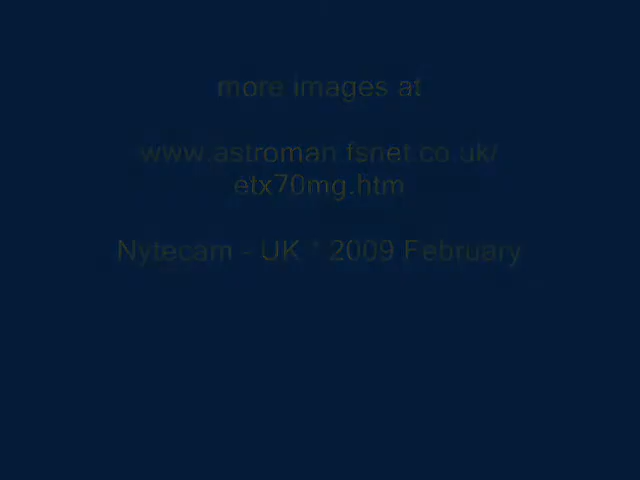 more images at
www.astroman.fsnet.co.uk/
etx70mg.htm
Nytecam - UK * 2009 February